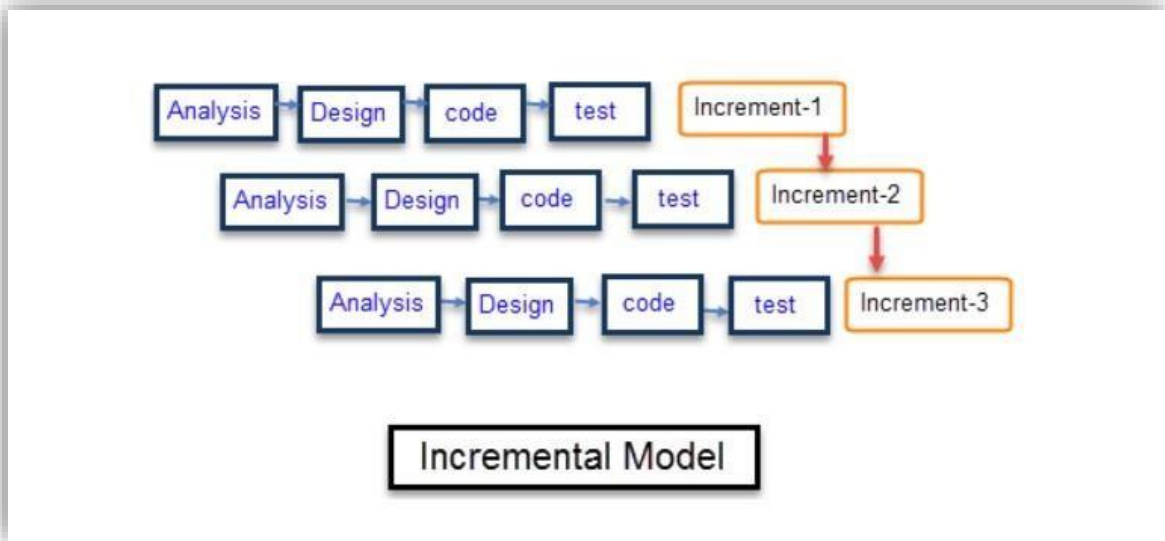 Analysis Design code test Increment-1
Analysis Design code test Increment-2
Analysis Design code test Increment-3
Incremental Model